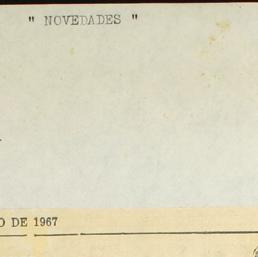 " NOVEDADES "
O DE 1967